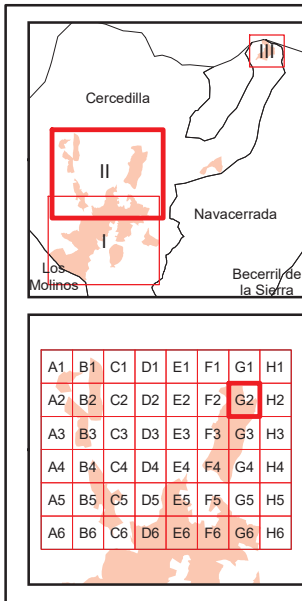 III
Cercedilla
II
Navacerrada
I
Los
Molinos
Becerril de
la Sierra
A1 B1 C1 D1 E1 F1 G1 H1
A2 B2 C2 D2 E2 F2 G2 H2
A3 B3 C3 D3 E3 F3 G3 H3
A4 B4 C4 D4 E4 F4 G4 H4
A5 B5 C5 D5 E5 F5 G5 H5
A6 B6 C6 D6 E6 F6 G6 H6